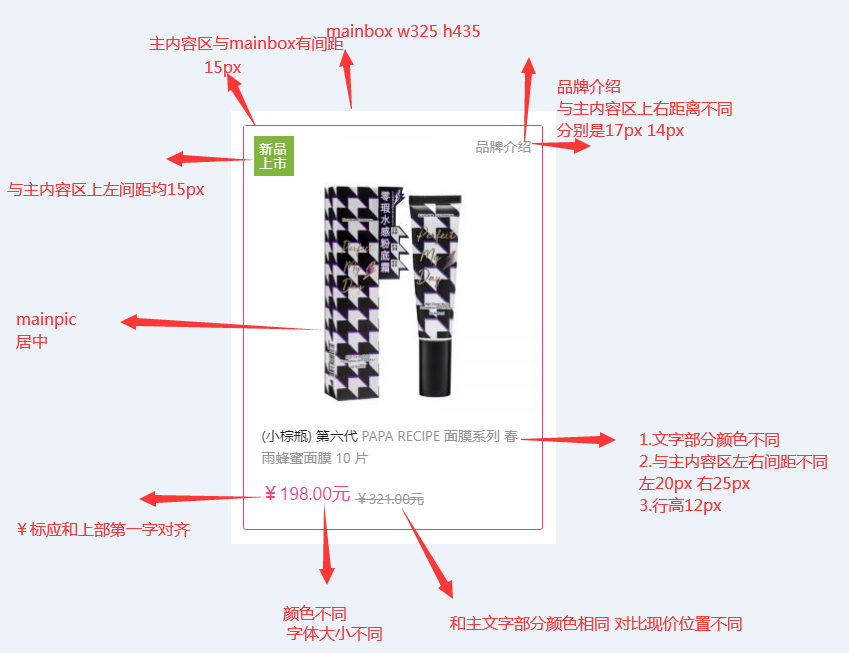 mainbox w325 h435
主内容区与mainbox有间距
15px
品牌介绍
与主内容区上右距离不同
分别是17px 14px
新品
上市
品牌介绍
与主内容区上左间距均15px
零瑕水感粉底霜
Perfect
My
Day
Perfect
My
Day
mainpic
居中
(小棕瓶) 第六代 PAPA RECIPE 面膜系列 春
雨蜂蜜面膜 10 片
1.文字部分颜色不同
2.与主内容区左右间距不同
左20px 右25px
3.行高12px
￥198.00元 ￥321.00元
￥标应和上部第一字对齐
颜色不同
字体大小不同
和主文字部分颜色相同 对比现价位置不同